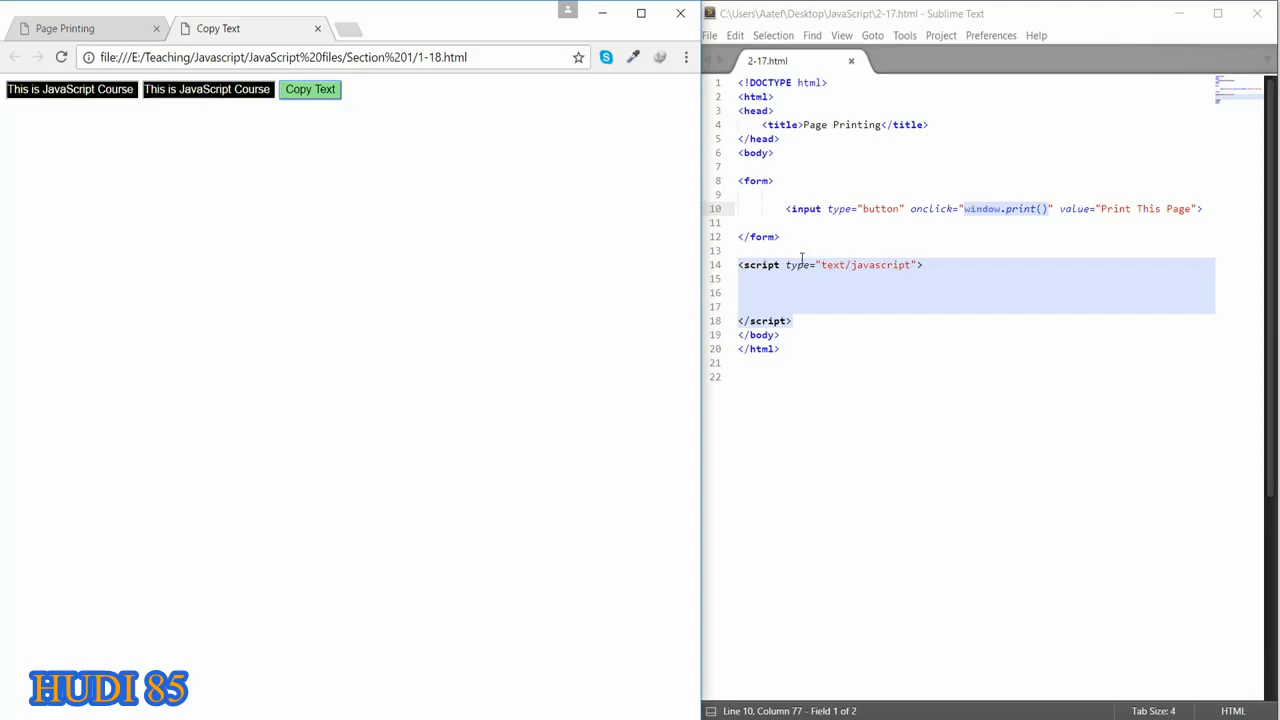 Page Printing
Copy Text
file:///E:/Teaching/Javascript/JavaScript%20files/Section%201/1-18.html
This is JavaScript Course
This is JavaScript Course
Copy Text
HUDI 85
C:\Users\Aatef\Desktop\JavaScript\2-17.html - Sublime Text
File Edit Selection Find View Goto Tools Project Preferences Help
2-17.html
1 <!DOCTYPE html>
2 <html>
3 <head>
4 <title>Page Printing</title>
5 </head>
6 <body>
7
8 <form>
9
10 <input type="button" onclick="window.print()" value="Print This Page">
11
12 </form>
13
14 <script type="text/javascript">
15
16
17
18 </script>
19 </body>
20 </html>
21
22
Line 10, Column 77 - Field 1 of 2
Tab Size: 4
HTML